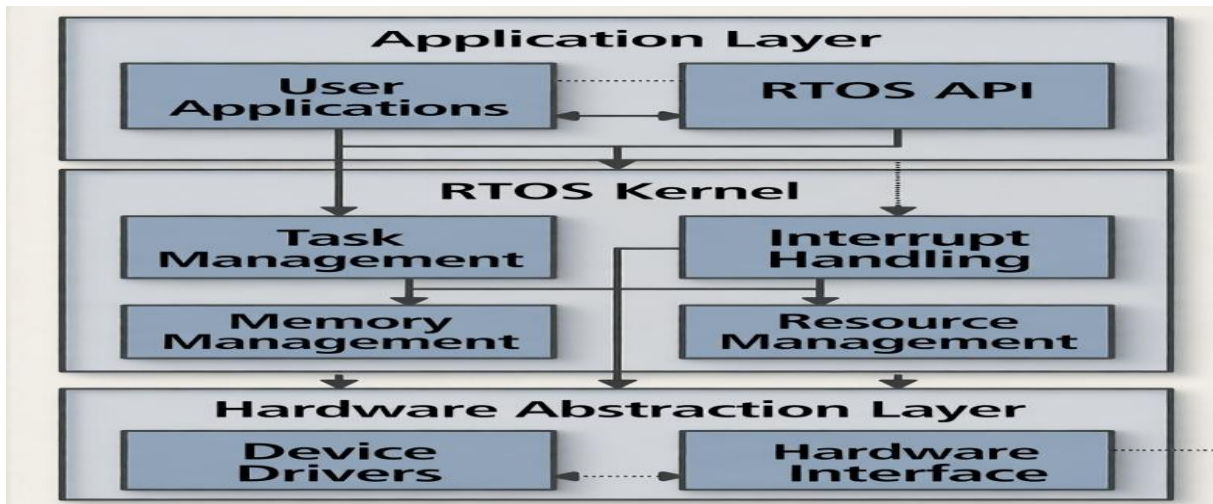 Application Layer
User
Applications
RTOS API
RTOS Kernel
Task
Management
Interrupt
Handling
Memory
Management
Resource
Management
Hardware Abstraction Layer
Device
Drivers
Hardware
Interface